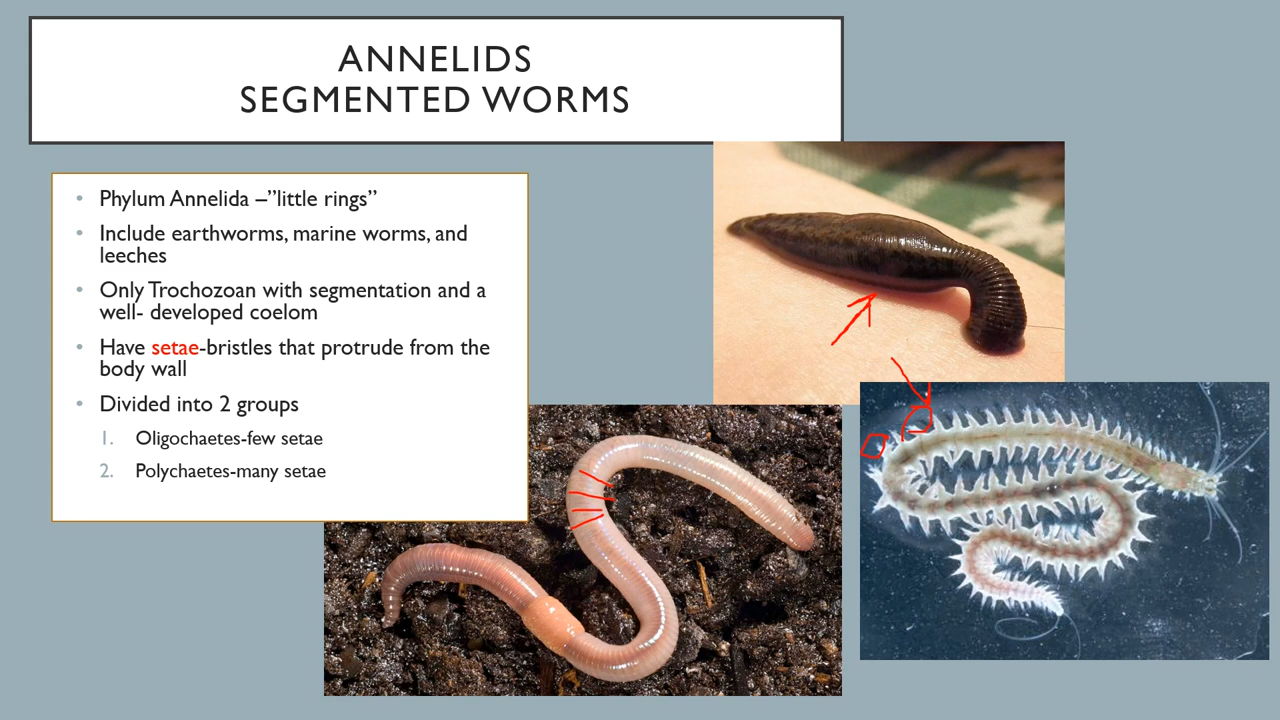 ANNELIDS
SEGMENTED WORMS
• Phylum Annelida –”little rings”
• Include earthworms, marine worms, and
leeches
• Only Trochozoan with segmentation and a
well- developed coelom
• Have setae-bristles that protrude from the
body wall
• Divided into 2 groups
1. Oligochaetes-few setae
2. Polychaetes-many setae